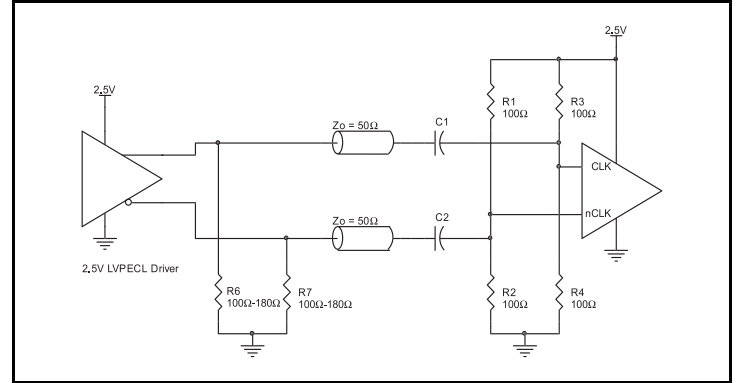 2.5V
2.5V
R1
100Ω
R3
100Ω
Zo = 50Ω
C1
CLK
nCLK
Zo = 50Ω
C2
2.5V LVPECL Driver
R6
100Ω-180Ω
R7
100Ω-180Ω
R2
100Ω
R4
100Ω